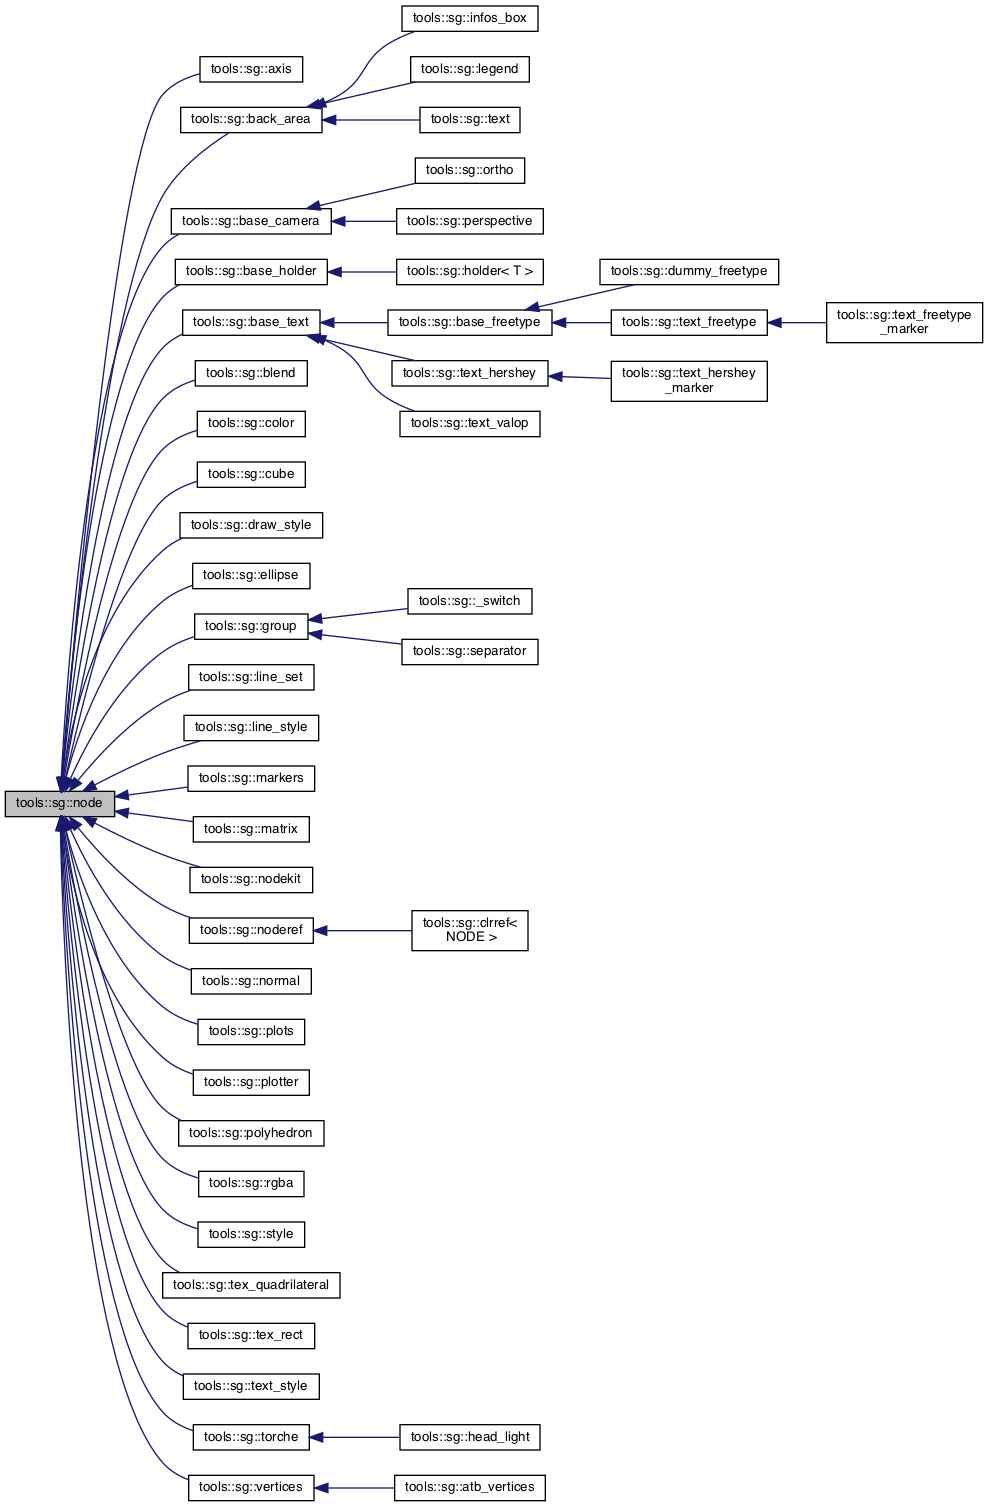 tools::sg::infos_box
tools::sg::axis
tools::sg::legend
tools::sg::back_area
tools::sg::text
tools::sg::ortho
tools::sg::base_camera
tools::sg::perspective
tools::sg::base_holder
tools::sg::holder< T >
tools::sg::dummy_freetype
tools::sg::base_text
tools::sg::base_freetype
tools::sg::text_freetype
tools::sg::text_freetype
_marker
tools::sg::blend
tools::sg::text_hershey
tools::sg::text_hershey
_marker
tools::sg::color
tools::sg::text_valop
tools::sg::cube
tools::sg::draw_style
tools::sg::ellipse
tools::sg::_switch
tools::sg::group
tools::sg::separator
tools::sg::line_set
tools::sg::line_style
tools::sg::markers
tools::sg::node
tools::sg::matrix
tools::sg::nodekit
tools::sg::noderef
tools::sg::clrref<
NODE >
tools::sg::normal
tools::sg::plots
tools::sg::plotter
tools::sg::polyhedron
tools::sg::rgba
tools::sg::style
tools::sg::tex_quadrilateral
tools::sg::tex_rect
tools::sg::text_style
tools::sg::torche
tools::sg::head_light
tools::sg::vertices
tools::sg::atb_vertices